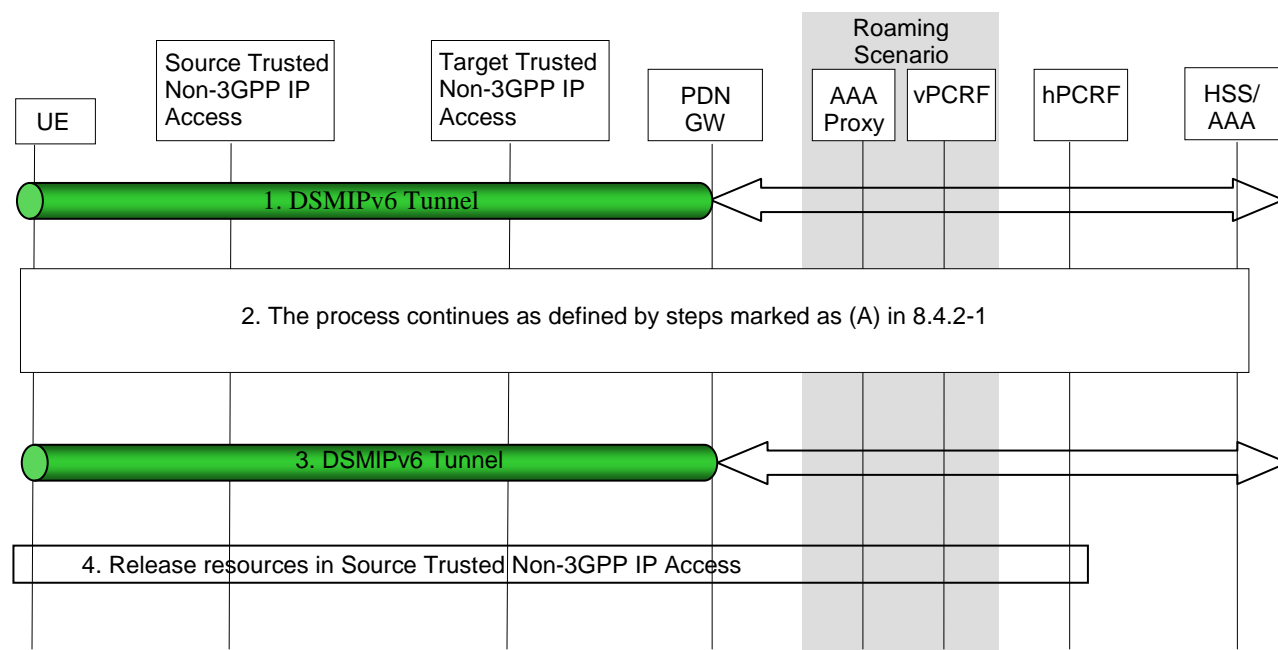 Roaming
Scenario
UE
Source Trusted
Non-3GPP IP
Access
Target Trusted
Non-3GPP IP
Access
PDN
GW
AAA
Proxy
vPCRF
hPCRF
HSS/
AAA
1. DSMIPv6 Tunnel
2. The process continues as defined by steps marked as (A) in 8.4.2-1
3. DSMIPv6 Tunnel
4. Release resources in Source Trusted Non-3GPP IP Access